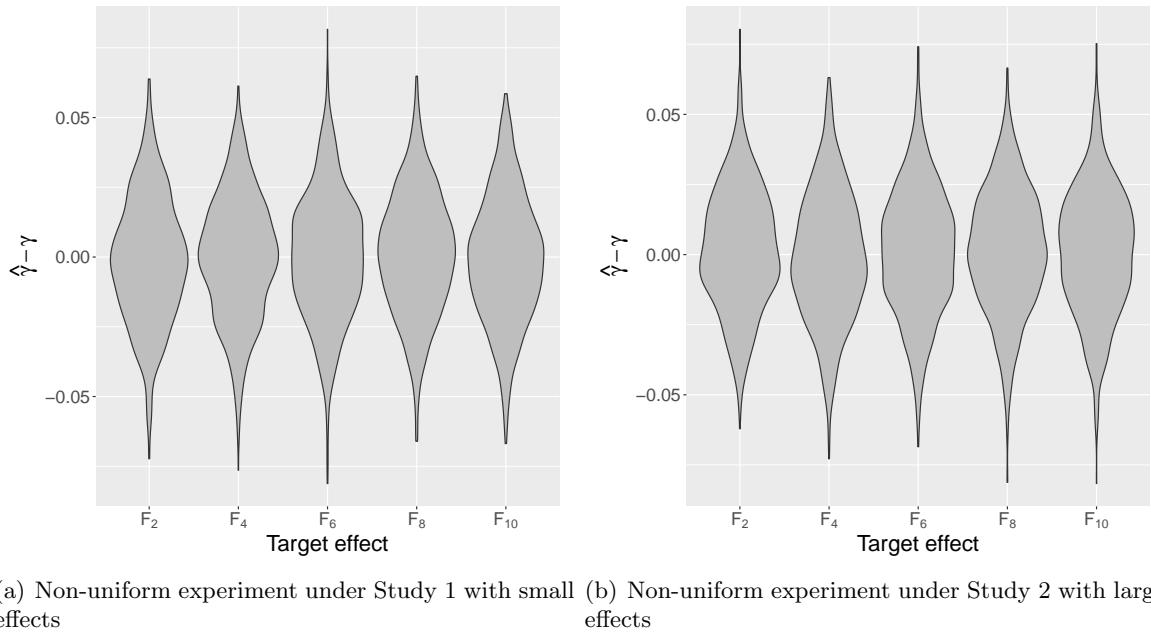 0.05
0.00
−0.05
γ̂ − γ
F2 F4 F6 F8 F10
Target effect
0.05
0.00
−0.05
γ̂ − γ
F2 F4 F6 F8 F10
Target effect
a) Non-uniform experiment under Study 1 with small
effects
(b) Non-uniform experiment under Study 2 with larg
effects